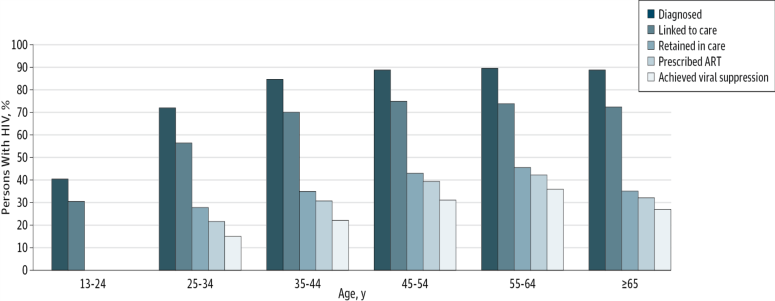 Diagnosed
Linked to care
Retained in care
Prescribed ART
Achieved viral suppression
Persons With HIV, %
100
90
80
70
60
50
40
30
20
10
0
13-24
25-34
35-44
45-54
55-64
≥65
Age, y